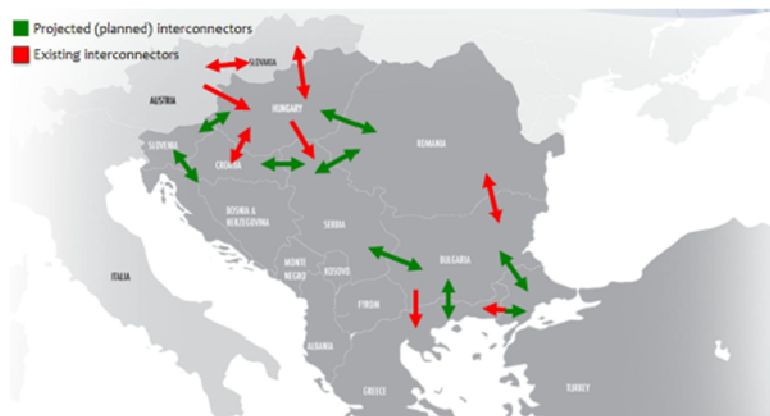 Projected (planned) interconnectors
Existing interconnectors
SLOVAKIA
AUSTRIA
HUNGARY
ROMANIA
SLOVENIA
CROATIA
BOSNIA &
HERZEGOVINA
SERBIA
BULGARIA
MONTE
NEGRO
KOSOVO
ITALIA
FYROM
ALBANIA
GREECE
TURKEY